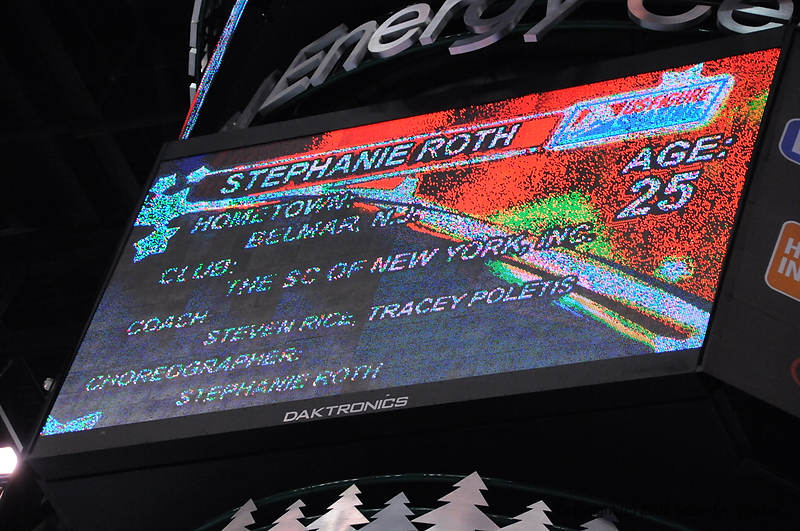 Energy Ce
STEPHANIE ROTH
AGE:
25
HOMETOWN:
BELMAR, NJ
CLUB:
THE SC OF NEW YORK, INC
COACH
STEVEN RICE, TRACEY POLETIS
CHOREOGRAPHER:
STEPHANIE ROTH
DAKTRONICS
H
IN